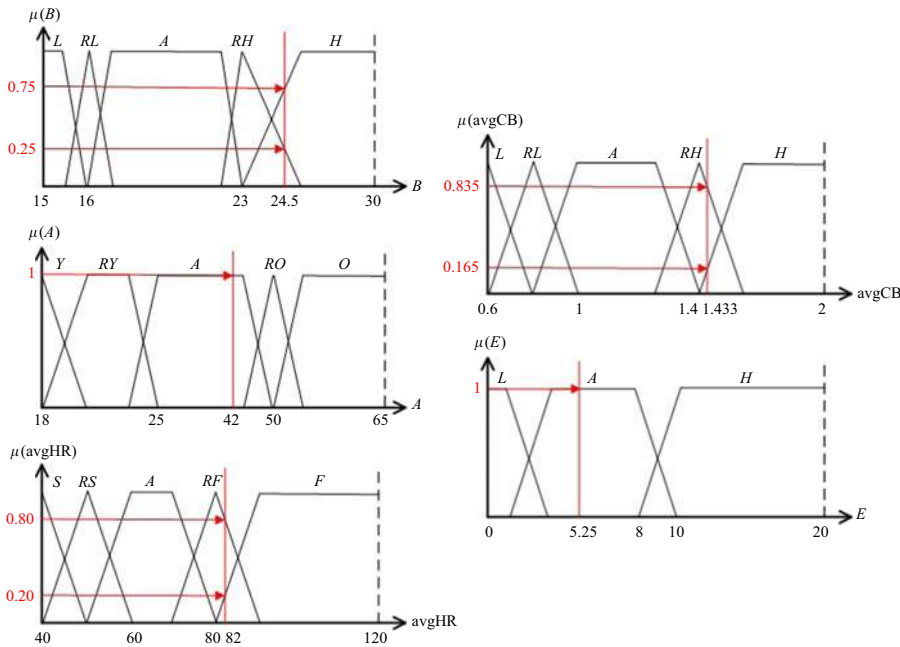 μ(B)
L RL A RH H
0.75
0.25
15 16 23 24.5 30 B
μ(A)
1 Y RY A RO O
18 25 42 50 65 A
μ(avgHR)
S RS A RF F
0.80
0.20
40 60 80 82 120 avgHR
μ(avgCB)
L RL A RH H
0.835
0.165
0.6 1 1.4 1.433 2 avgCB
μ(E)
L A H
1
0 5.25 8 10 20 E